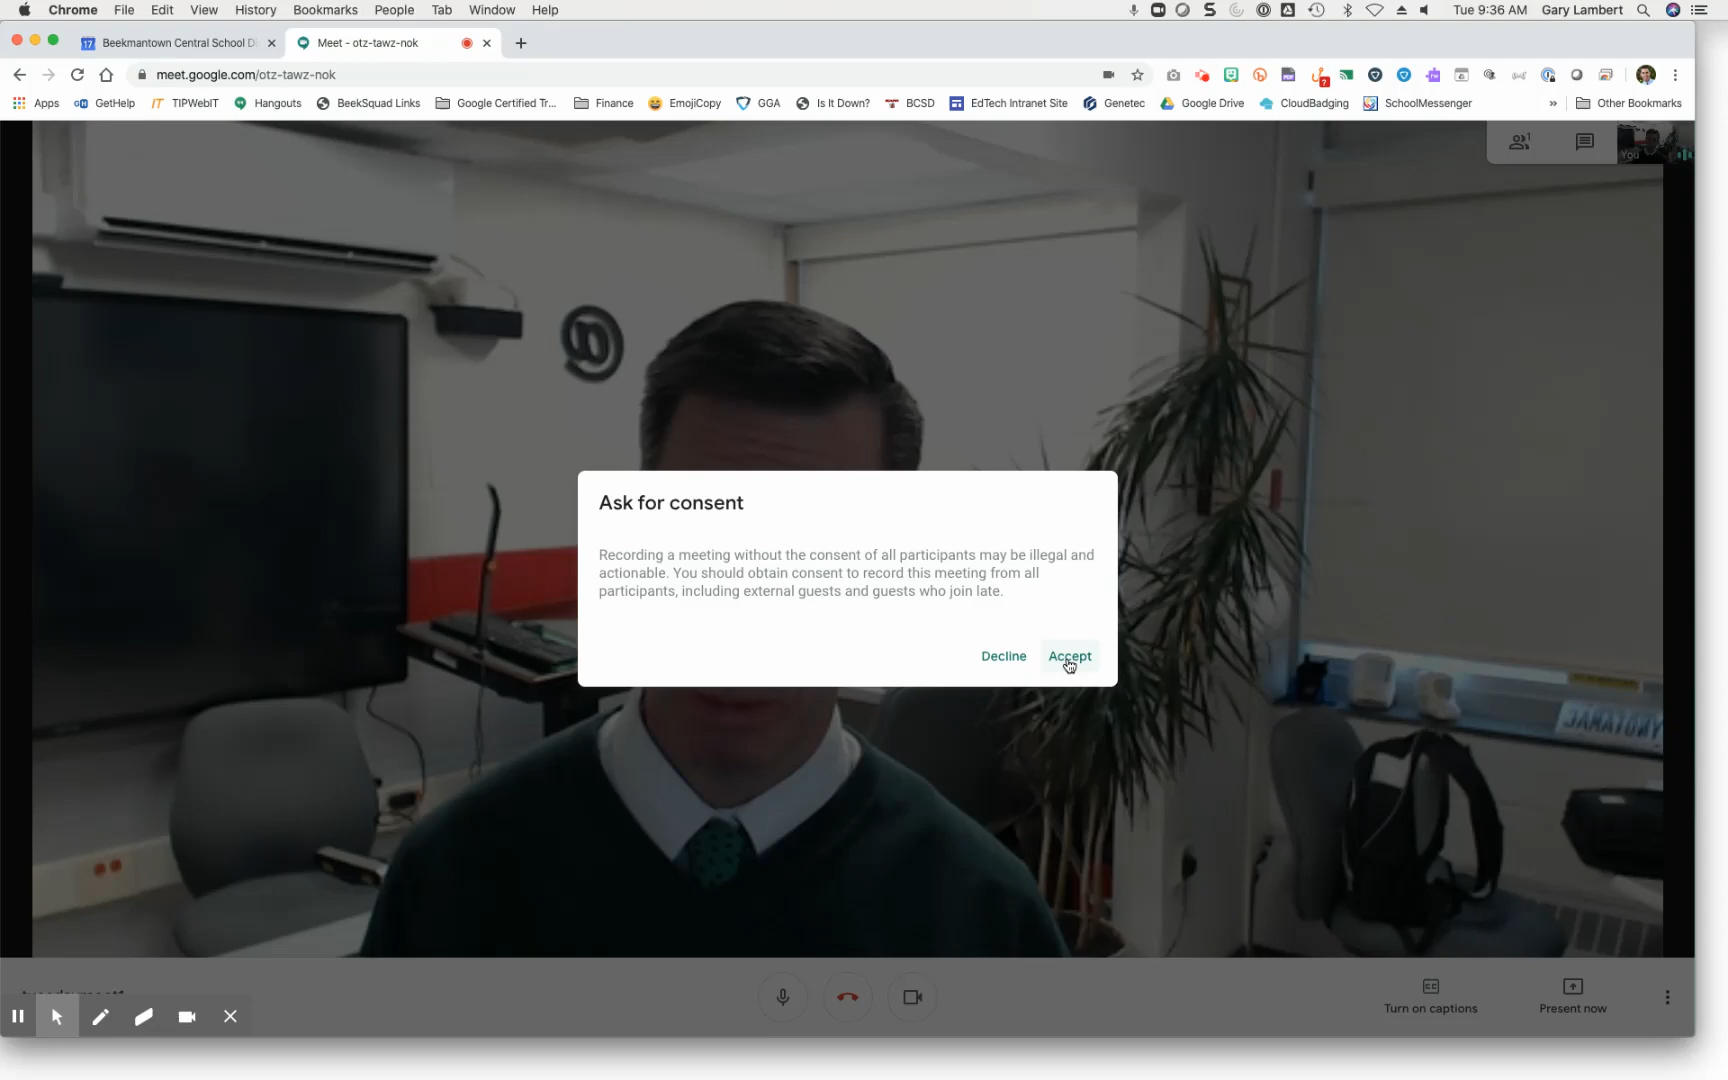 Chrome File Edit View History Bookmarks People Tab Window Help Tue 9:36 AM Gary Lambert
17 Beekmantown Central School Di Meet - otz-tawz-nok
meet.google.com/otz-tawz-nok
Apps GetHelp IT TIPWebIT Hangouts BeekSquad Links Google Certified Tr... Finance EmojiCopy GGA Is It Down? BCSD EdTech Intranet Site Genetec Google Drive CloudBadging SchoolMessenger » Other Bookmarks
1
You
@
Ask for consent
Recording a meeting without the consent of all participants may be illegal and
actionable. You should obtain consent to record this meeting from all
participants, including external guests and guests who join late.
Decline Accept
Turn on captions
Present now